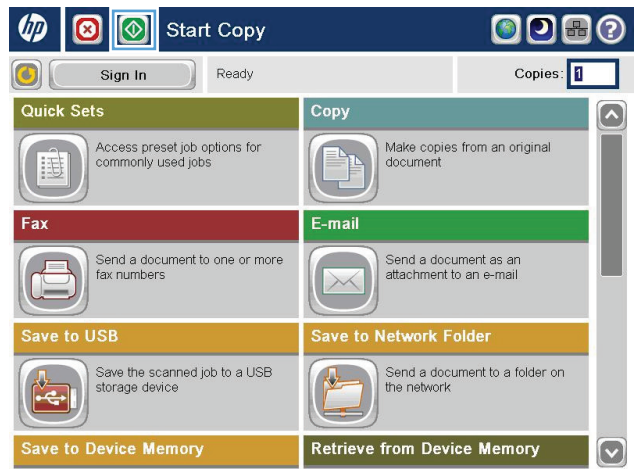 hp Start Copy
Sign In Ready Copies: 1
Quick Sets Copy
Access preset job options for
commonly used jobs
Make copies from an original
document
Fax E-mail
Send a document to one or more
fax numbers
Send a document as an
attachment to an e-mail
Save to USB Save to Network Folder
Save the scanned job to a USB
storage device
Send a document to a folder on
the network
Save to Device Memory Retrieve from Device Memory